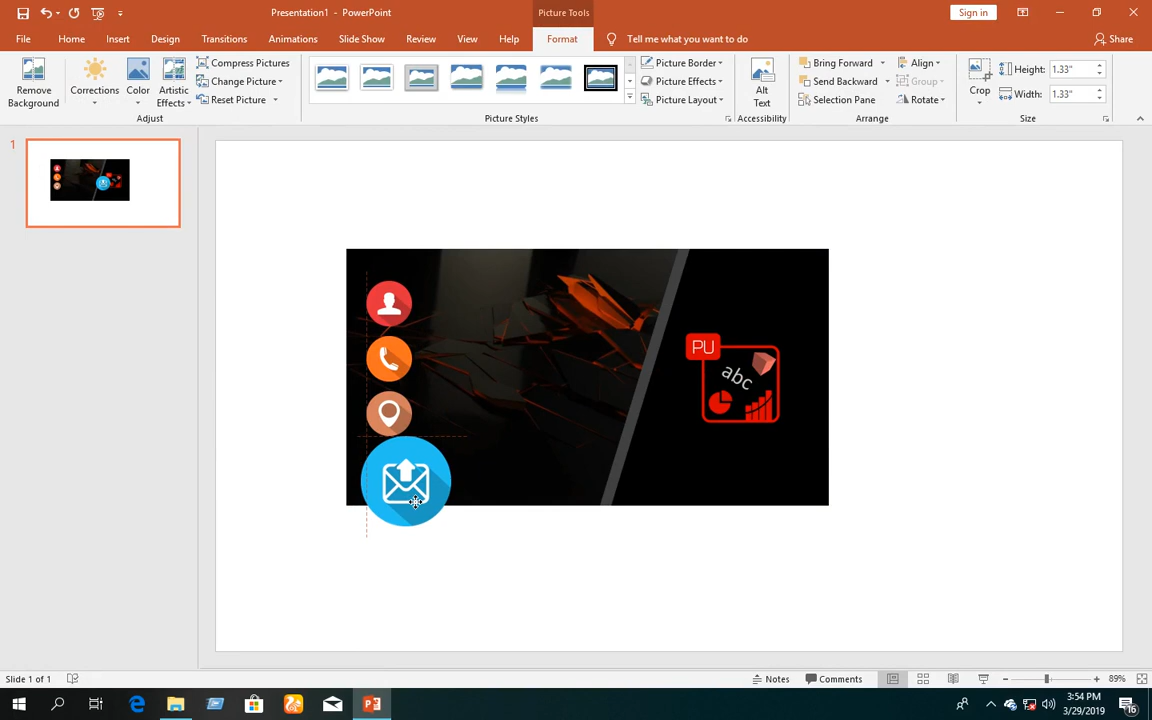 Presentation1 - PowerPoint
Picture Tools
Sign in
File
Home
Insert
Design
Transitions
Animations
Slide Show
Review
View
Help
Format
Tell me what you want to do
Share
Remove Background
Corrections
Color
Artistic Effects
Compress Pictures
Change Picture
Reset Picture
Picture Border
Picture Effects
Picture Layout
Alt Text
Bring Forward
Send Backward
Selection Pane
Align
Group
Rotate
Crop
Height: 1.33"
Width: 1.33"
Adjust
Picture Styles
Accessibility
Arrange
Size
1
PU
abc
Slide 1 of 1
Notes
Comments
89%
3:54 PM
3/29/2019
16